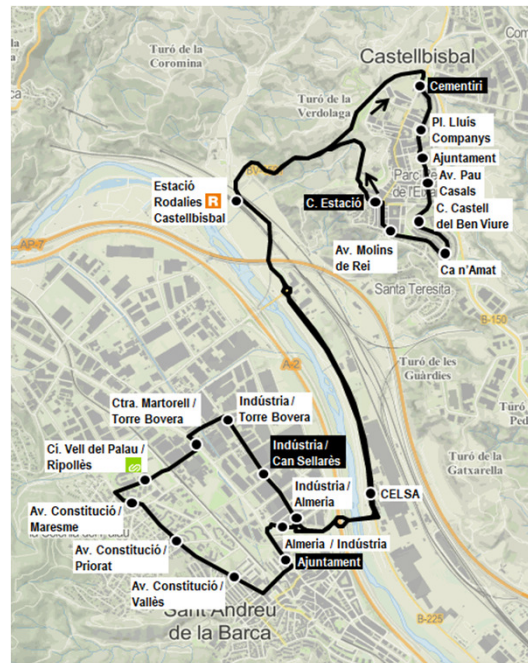 Turó de la
Coromina
Castellbisbal
Cementiri
Turó de la
Verdolaga
Pl. Lluís
Companys
Ajuntament
Av. Pau
Casals
C. Castell
del Ben Viure
Estació
Rodalies R
Castellbisbal
C. Estació
Av. Molins
de Rei
Ca n'Amat
Santa Teresita
AP-7
B-150
A-2
Turó de les
Guàrdies
Ctra. Martorell /
Torre Bovera
Indústria /
Torre Bovera
Ci. Vell del Palau /
Ripollès
Indústria /
Can Sellarès
Turó de la
Gatxarella
Indústria /
Almeria
CELSA
Av. Constitució /
Maresme
Av. Constitució /
Priorat
Almeria / Indústria
Ajuntament
Av. Constitució /
Vallès
Sant Andreu
de la Barca
B-225